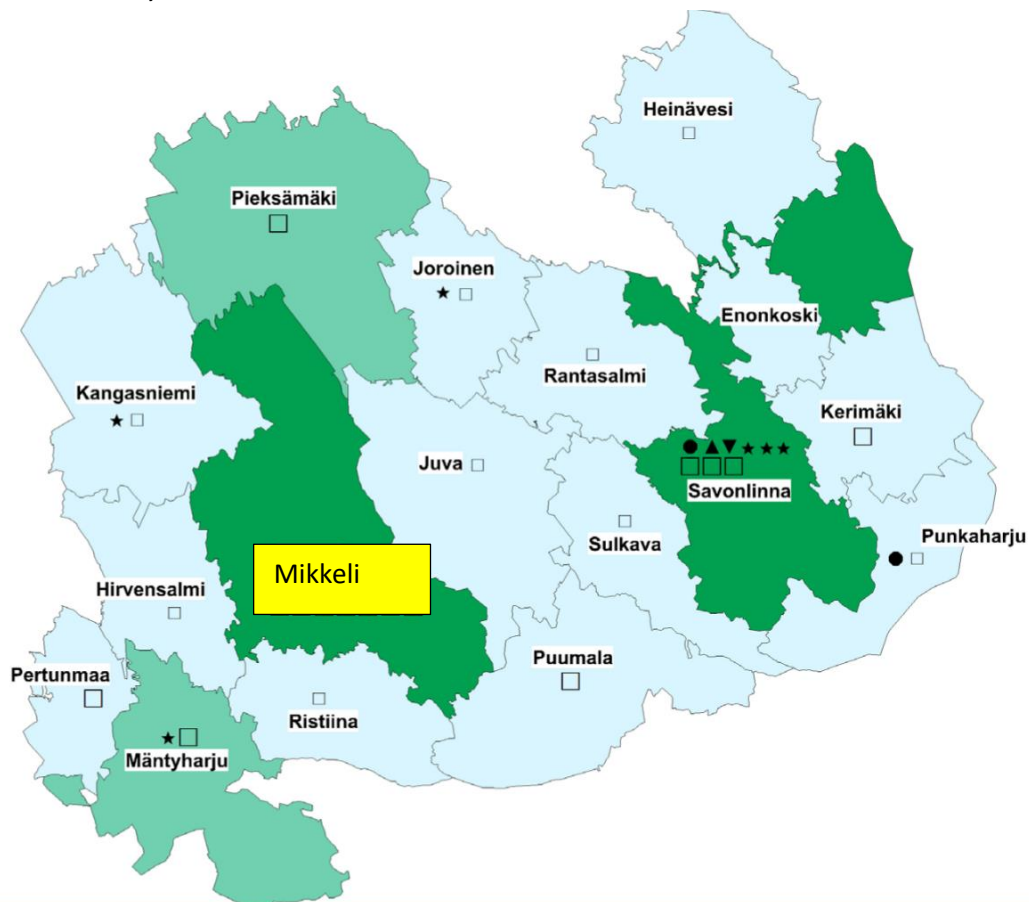 Heinävesi
Pieksämäki
Joroinen
Enonkoski
Rantasalmi
Kangasniemi
Kerimäki
Juva
Savonlinna
Punkaharju
Sulkava
Mikkeli
Hirvensalmi
Puumala
Pertunmaa
Ristiina
Mäntyharju